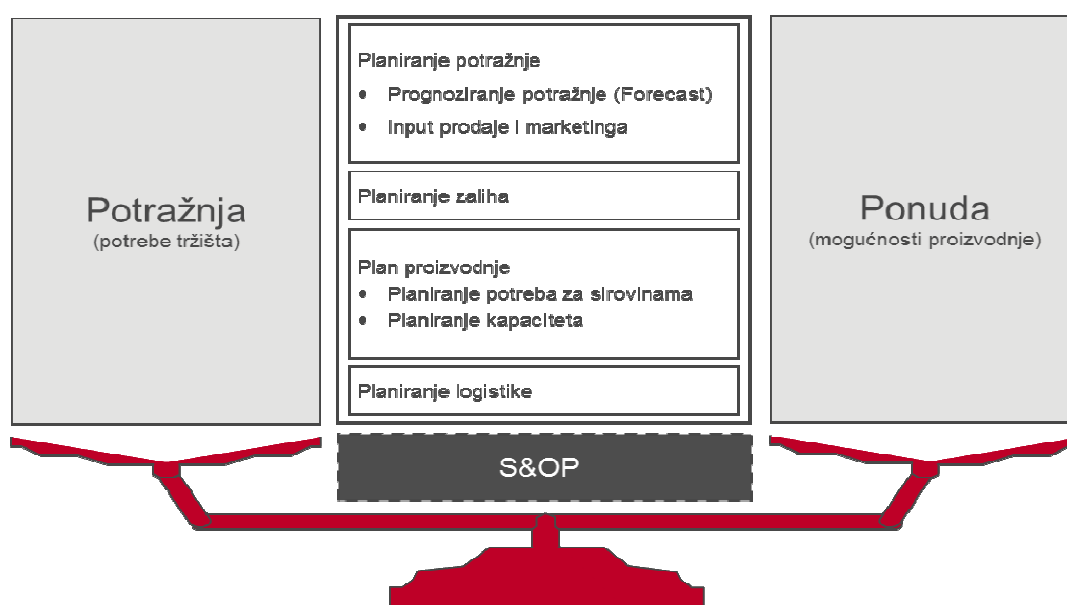 Potražnja
(potrebe tržišta)
Planiranje potražnje
• Prognoziranje potražnje (Forecast)
• Input prodaje i marketinga
Planiranje zaliha
Plan proizvodnje
• Planiranje potreba za sirovinama
• Planiranje kapaciteta
Planiranje logistike
S&OP
Ponuda
(mogućnosti proizvodnje)